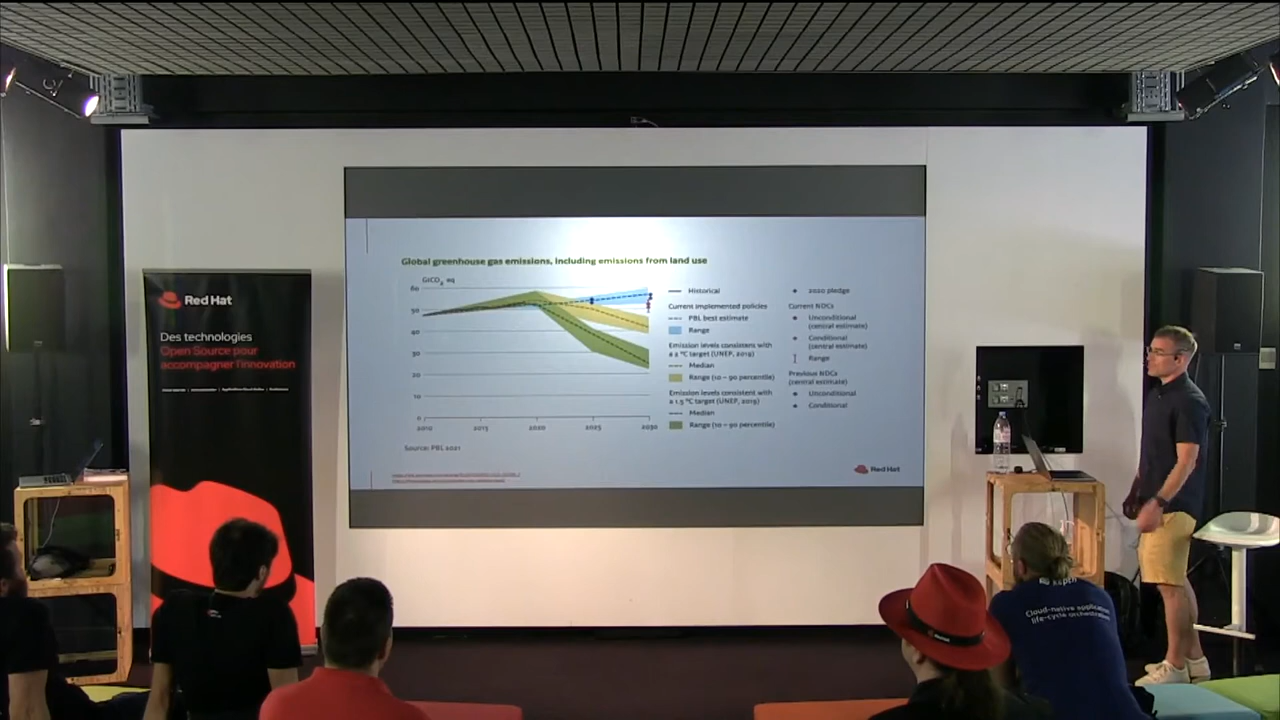 Red Hat
Des technologies
Open Source pour
accompagner l'innovation
Global greenhouse gas emissions, including emissions from land use
GtCO₂ eq
60
50
40
30
20
10
0
2010 2015 2020 2025 2030
Source: PBL 2021
Historical
Current implemented policies
PBL best estimate
Range
Emission levels consistent with
a 2 °C target (UNEP, 2019)
Median
Range (10 – 90 percentile)
Emission levels consistent with
a 1.5 °C target (UNEP, 2019)
Median
Range (10 – 90 percentile)
2020 pledge
Current NDCs
Unconditional
(central estimate)
Conditional
(central estimate)
Range
Previous NDCs
(central estimate)
Unconditional
Conditional
Red Hat
Cloud-native application
life-cycle